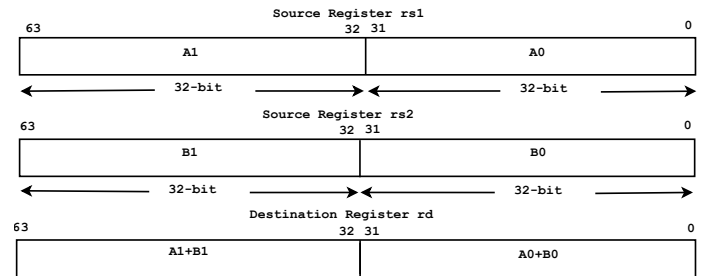 Source Register rs1
63 32 31 0
A1 A0
32-bit 32-bit
Source Register rs2
63 32 31 0
B1 B0
32-bit 32-bit
Destination Register rd
63 32 31 0
A1+B1 A0+B0